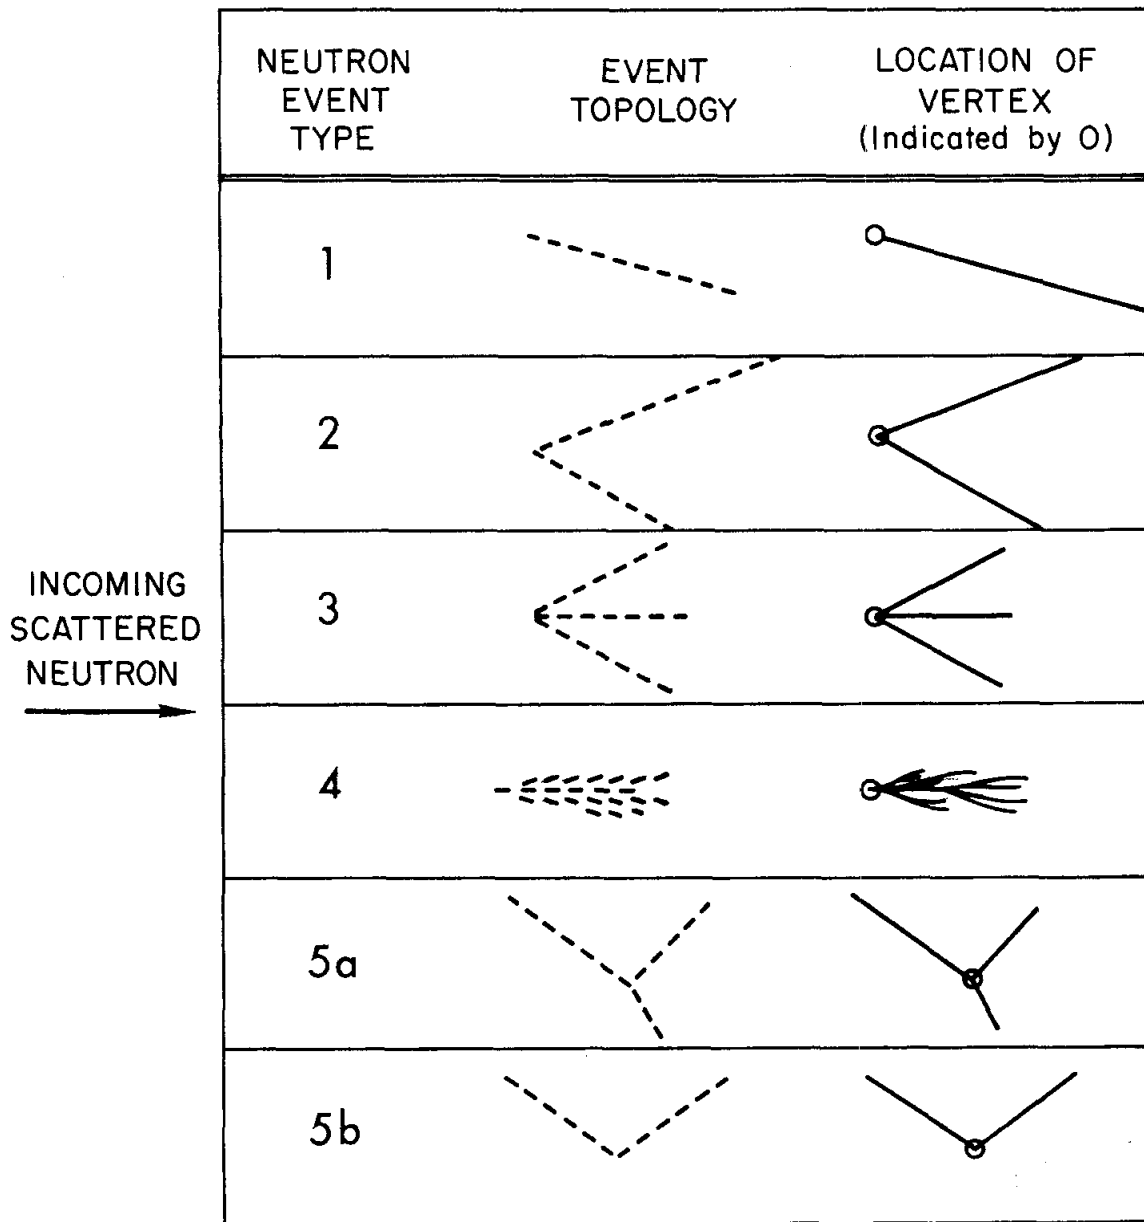 NEUTRON
EVENT
TYPE
EVENT
TOPOLOGY
LOCATION OF
VERTEX
(Indicated by O)
1
2
3
4
5a
5b
INCOMING
SCATTERED
NEUTRON